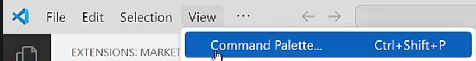 File Edit Selection View ...
Command Palette... Ctrl+Shift+P
EXTENSIONS: MARKET